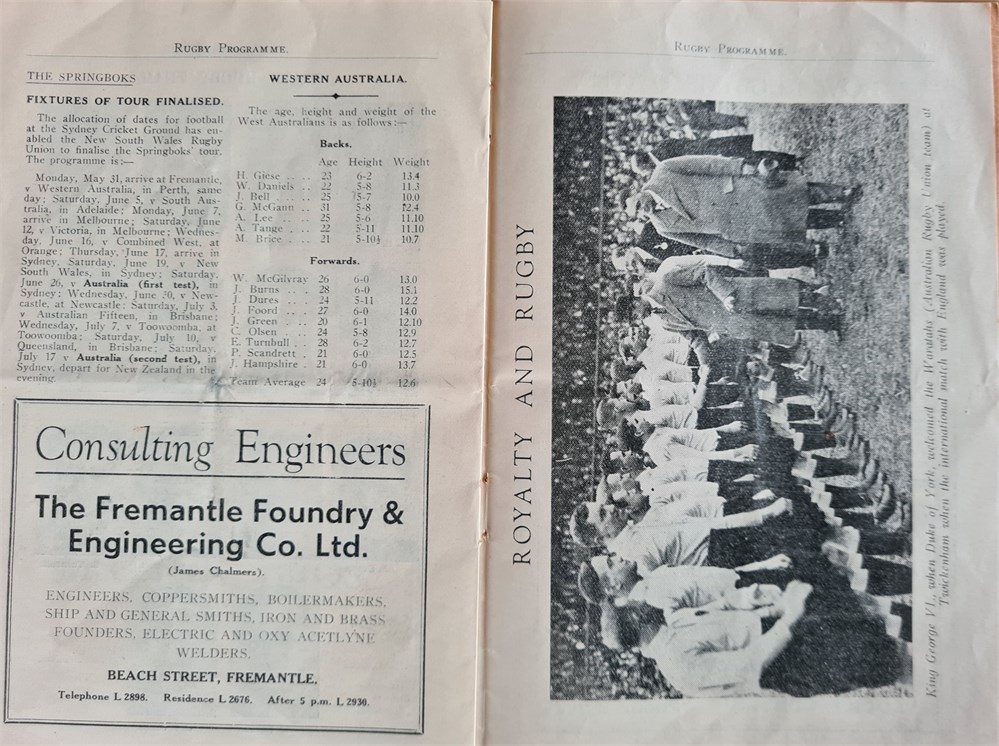 RUGBY PROGRAMME.
THE SPRINGBOKS
FIXTURES OF TOUR FINALISED.
The allocation of dates for football
at the Sydney Cricket Ground has en-
abled the New South Wales Rugby
Union to finalise the Springboks' tour.
The programme is:—
Monday, May 31, arrive at Fremantle,
v Western Australia, in Perth, same
day; Saturday, June 5, v South Aus-
tralia, in Adelaide; Monday, June 7,
arrive in Melbourne; Saturday, June
12, v Victoria, in Melbourne; Wednes-
day, June 16, v Combined West, at
Orange; Thursday, June 17, arrive in
Sydney, Saturday, June 19, v New
South Wales, in Sydney; Saturday,
June 26, v Australia (first test), in
Sydney; Wednesday, June 30, v New-
castle, at Newcastle; Saturday, July 3,
v Australian Fifteen, in Brisbane;
Wednesday, July 7, v Toowoomba, at
Toowoomba; Saturday, July 10, v
Queensland, in Brisbane; Saturday,
July 17 v Australia (second test), in
Sydney, depart for New Zealand in the
evening.
WESTERN AUSTRALIA.
The age, height and weight of the
West Australians is as follows:—
Backs.
Age Height Weight
H. Giese .. .. 23 6-2 13.4
W. Daniels .. 22 5-8 11.3
J. Bell .. .. 25 5-7 10.0
G. McGann .. 31 5-8 12.4
A. Lee .. .. 25 5-6 11.10
A. Tange .. .. 22 5-11 11.10
M. Brice .. .. 21 5-10½ 10.7
Forwards.
W. McGilvray 26 6-0 13.0
J. Burns .. .. 28 6-0 15.1
J. Dures .. .. 24 5-11 12.2
J. Foord .. .. 27 6-0 14.0
J. Green .. .. 20 6-1 12.10
C. Olsen .. .. 24 5-8 12.9
E. Turnbull .. 28 6-2 12.7
P. Scandrett . 21 6-0 12.5
J. Hampshire . 21 6-0 13.7
Team Average 24 5-10½ 12.6
Consulting Engineers
The Fremantle Foundry &
Engineering Co. Ltd.
(James Chalmers).
ENGINEERS, COPPERSMITHS, BOILERMAKERS,
SHIP AND GENERAL SMITHS, IRON AND BRASS
FOUNDERS, ELECTRIC AND OXY ACETLYNE
WELDERS.
BEACH STREET, FREMANTLE.
Telephone L 2898. Residence L 2676. After 5 p.m. L 2930.
RUGBY PROGRAMME.
ROYALTY AND RUGBY
King George VI., when Duke of York, welcomed the Waratahs (Australian Rugby Union team) at
Twickenham when the international match with England was played.